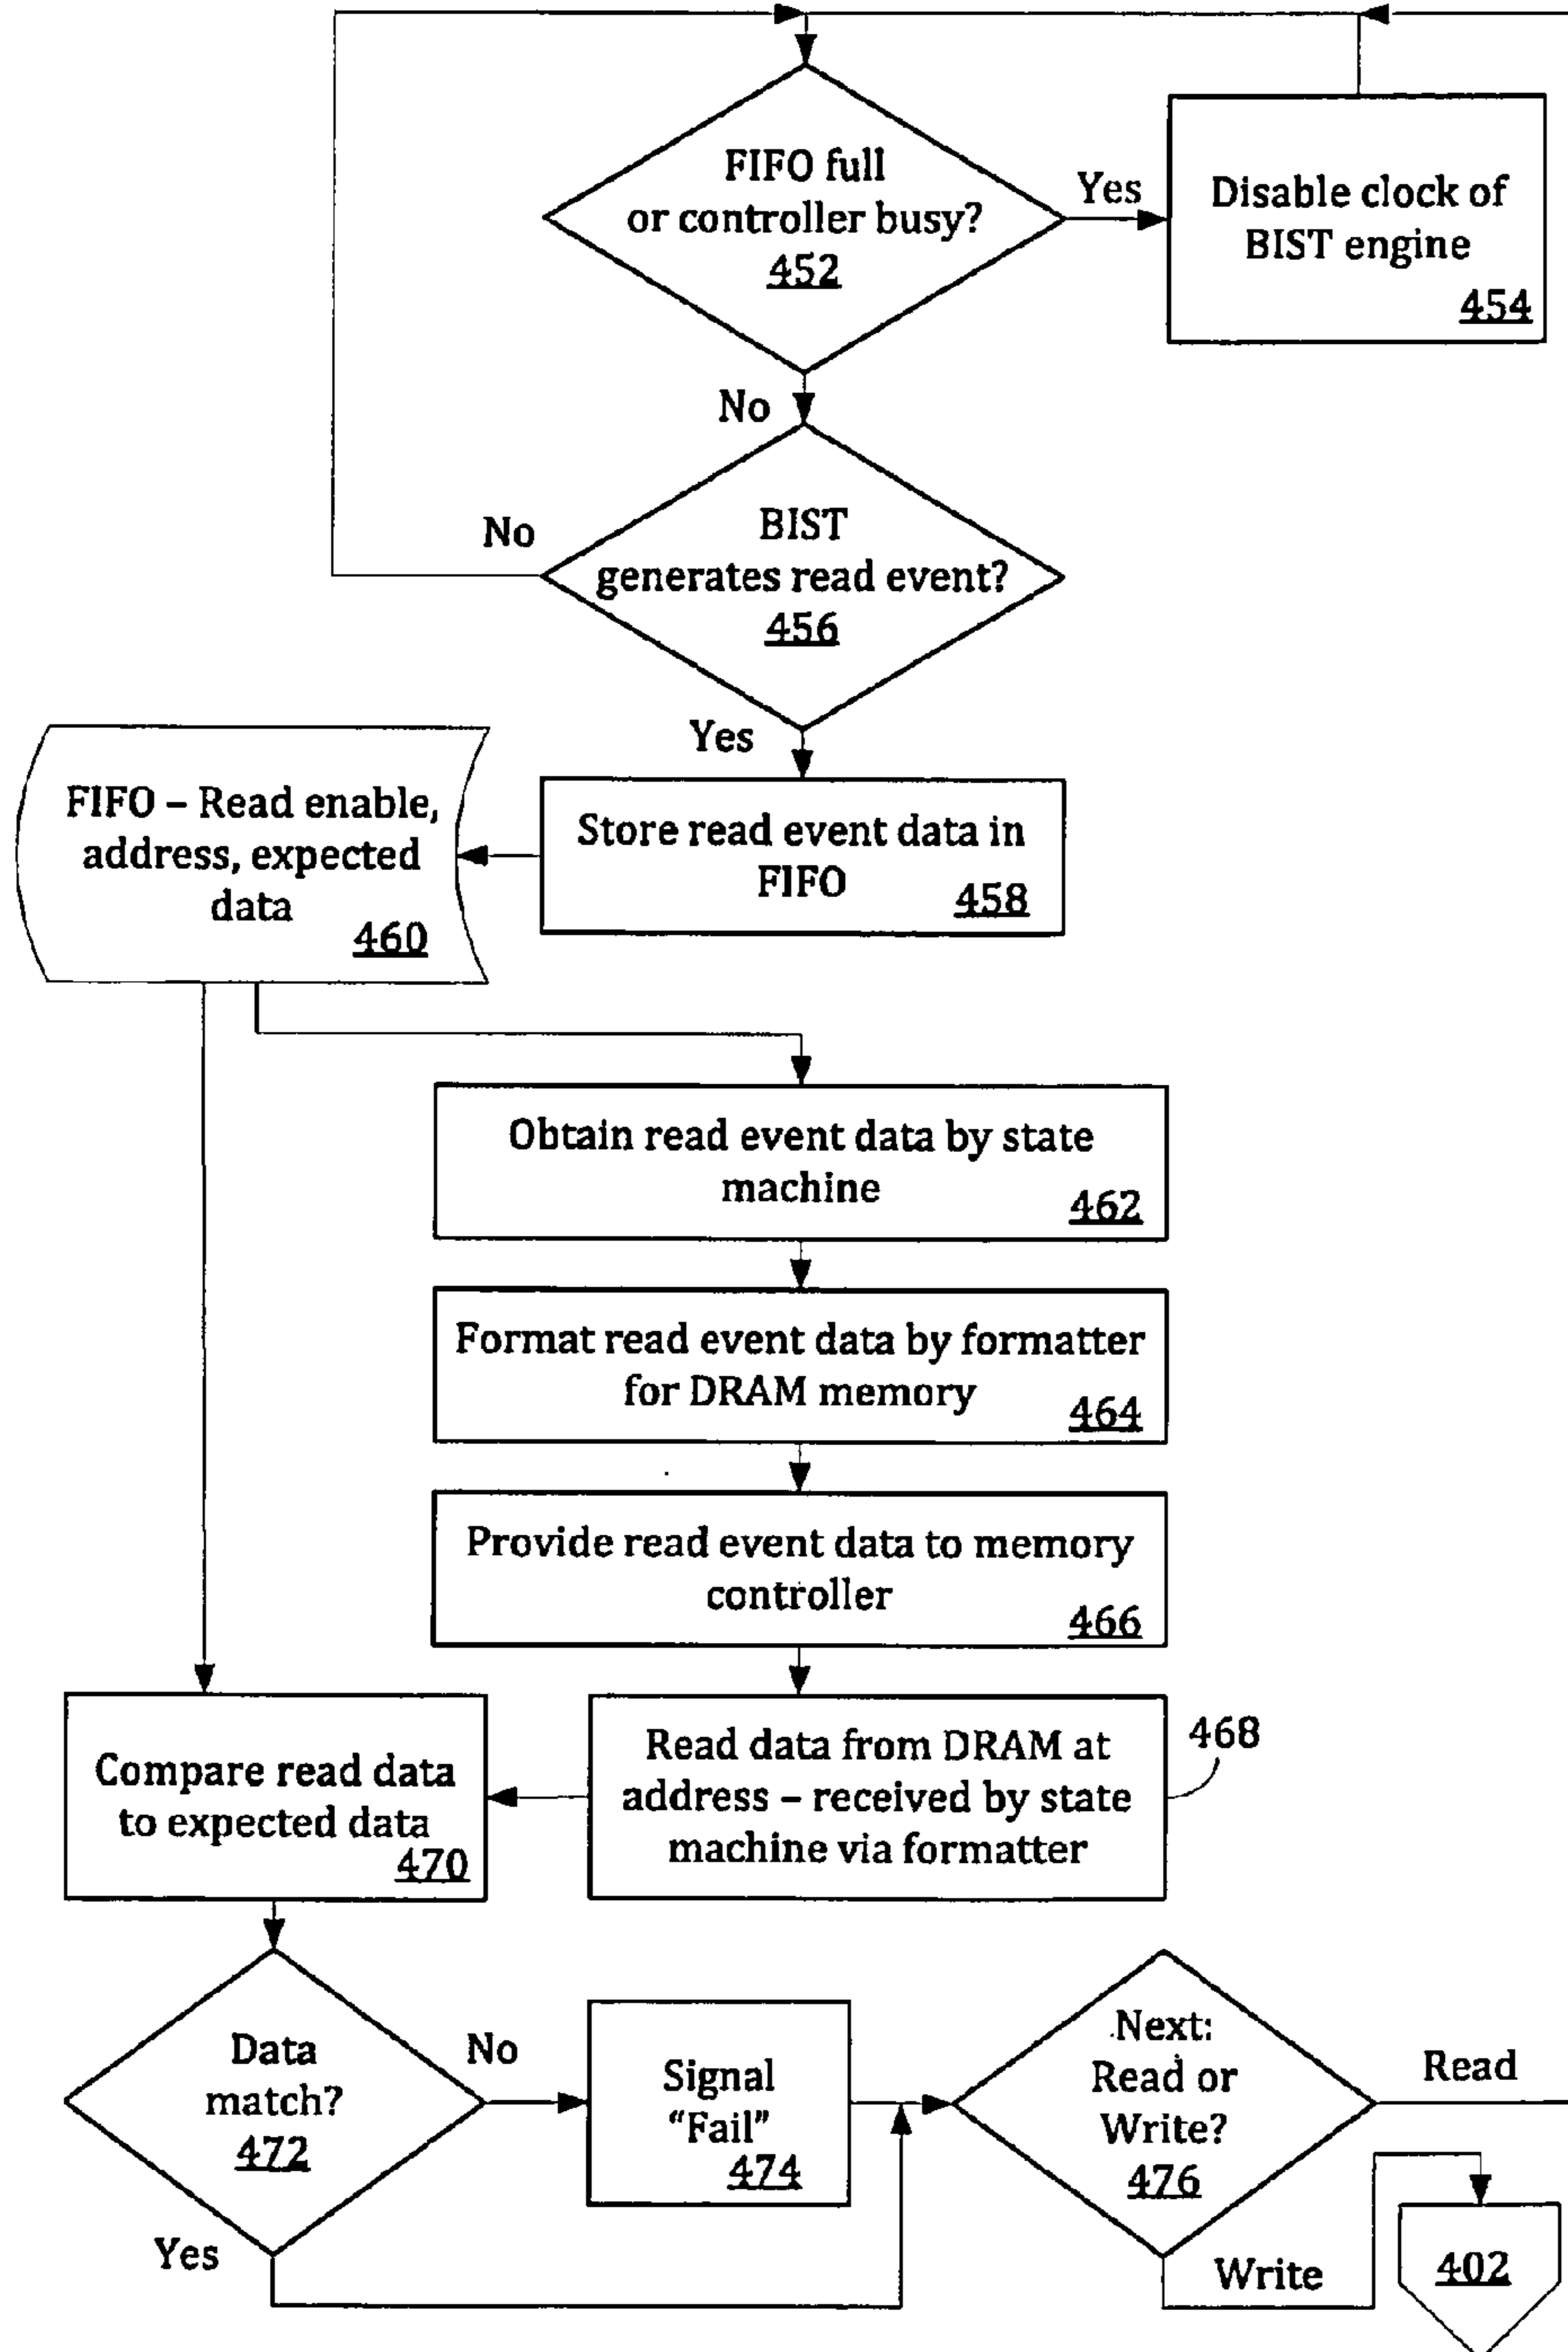 FIFO full
or controller busy?
452
Yes
Disable clock of
BIST engine
454
No
BIST
generates read event?
456
No
Yes
FIFO – Read enable,
address, expected
data
460
Store read event data in
FIFO
458
Obtain read event data by state
machine
462
Format read event data by formatter
for DRAM memory
464
Provide read event data to memory
controller
466
Compare read data
to expected data
470
Read data from DRAM at
address – received by state
machine via formatter
468
Data
match?
472
No
Yes
Signal
“Fail”
474
Next:
Read or
Write?
476
Read
Write
402